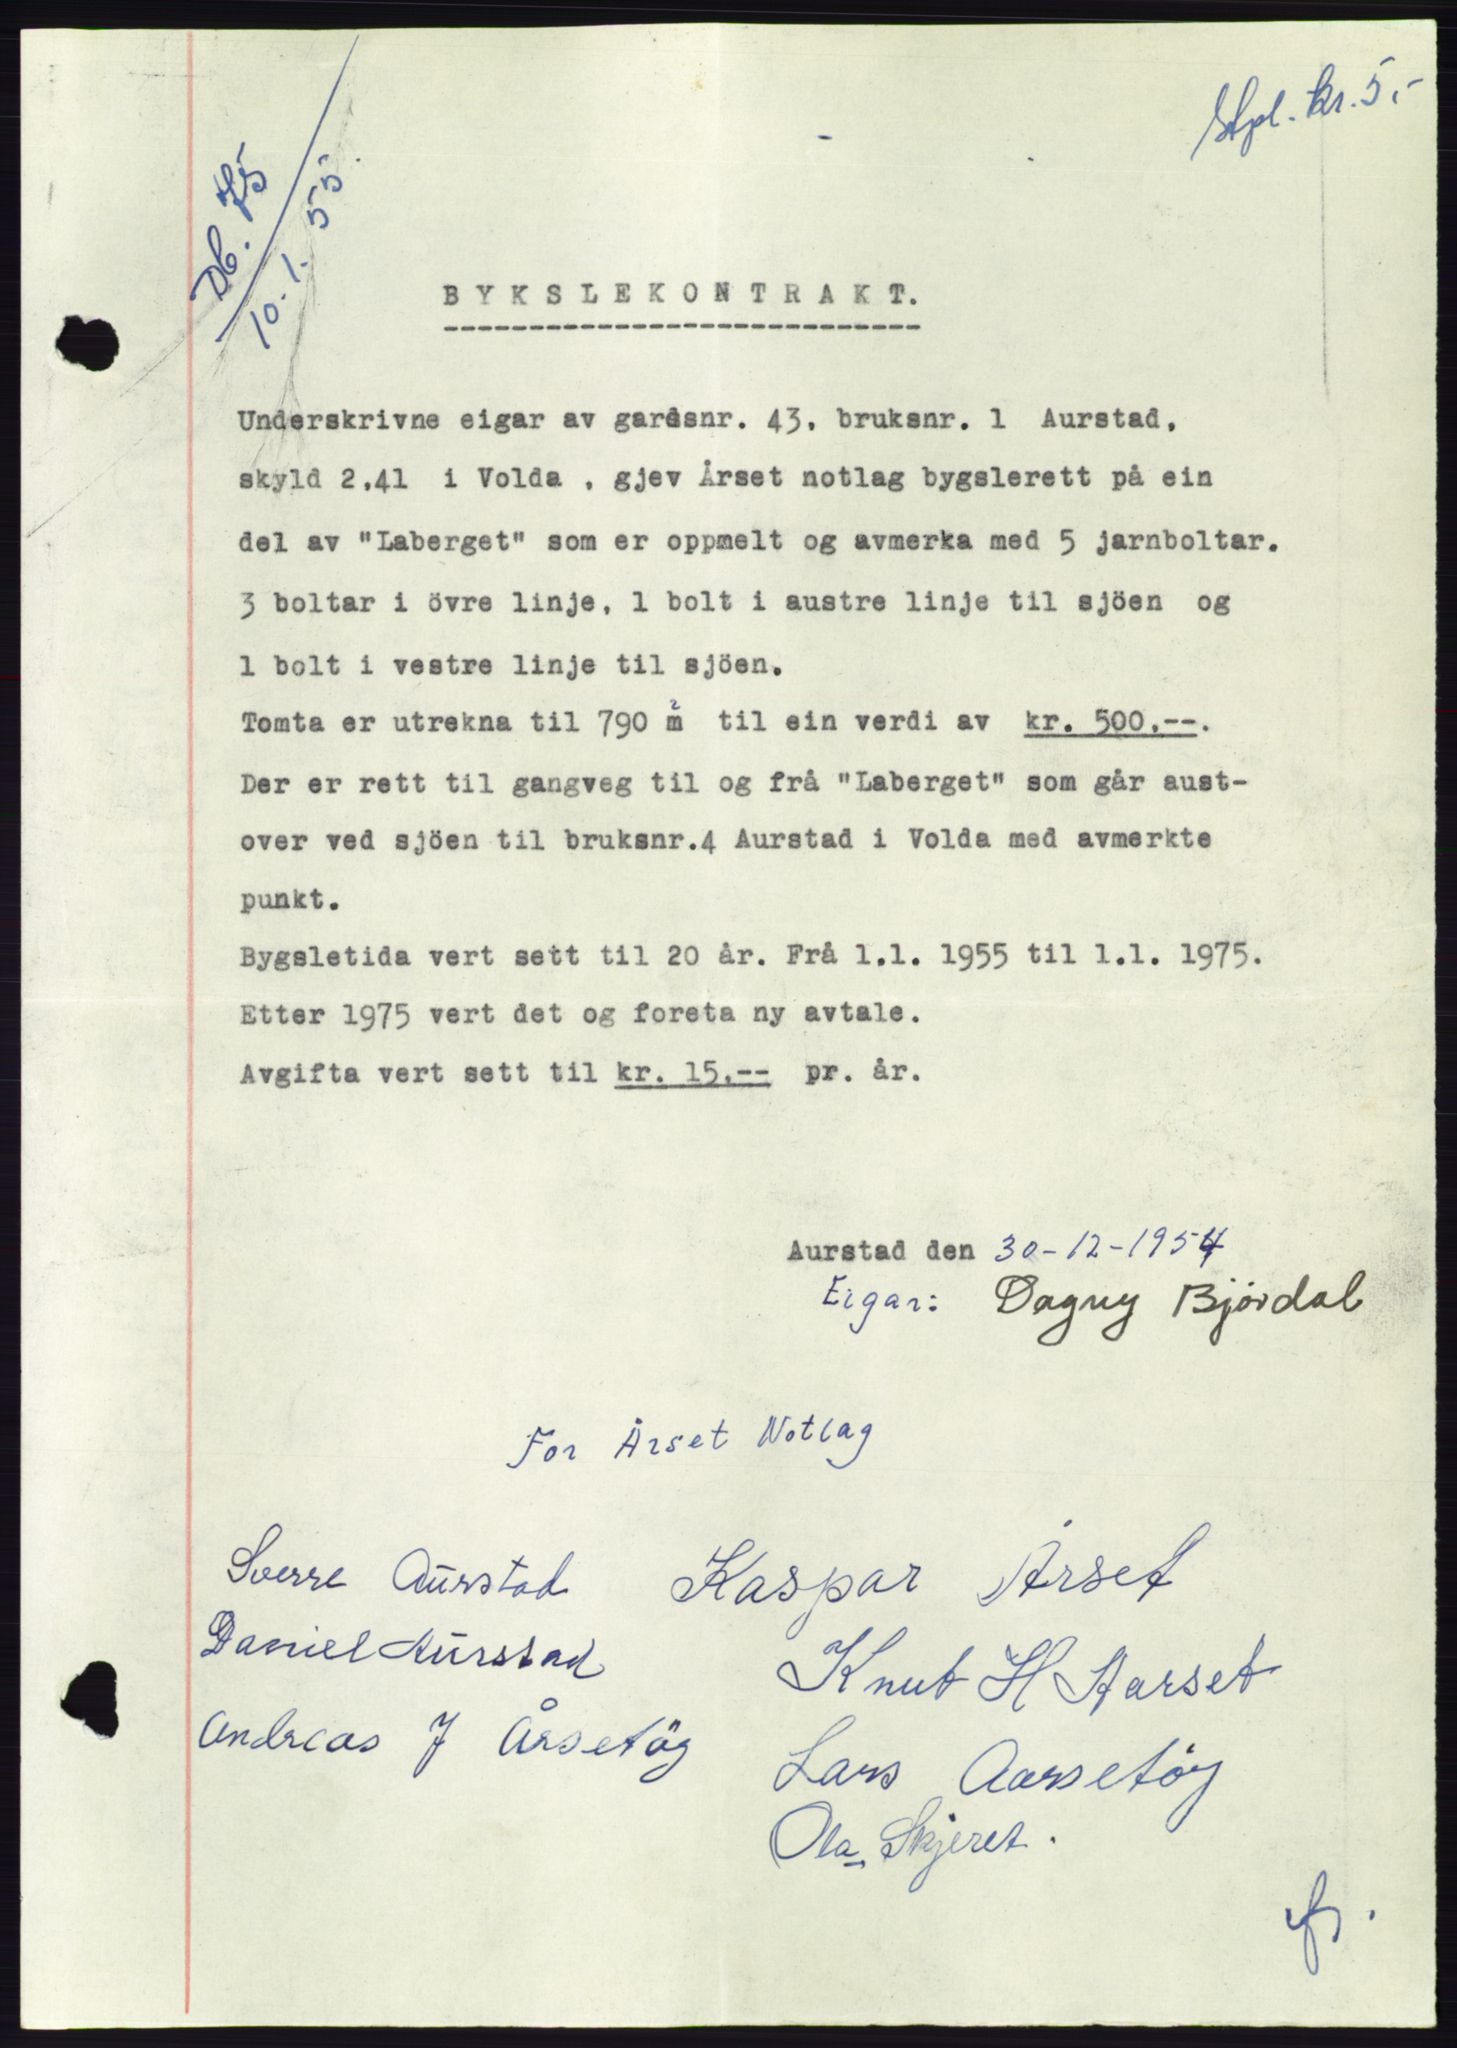 Stpl. kr. 5.-
Db. 75
10.1. 55.
BYKSLEKONTRAKT.
Underskrivne eigar av gardsnr. 43, bruksnr. 1 Aurstad,
skyld 2,41 i Volda , gjev Årset notlag bygslerett på ein
del av "Laberget" som er oppmelt og avmerka med 5 jarnboltar.
3 boltar i övre linje, 1 bolt i austre linje til sjöen og
1 bolt i vestre linje til sjöen.
Tomta er utrekna til 790 m² til ein verdi av kr. 500,--.
Der er rett til gangveg til og frå "Laberget" som går aust-
over ved sjöen til bruksnr.4 Aurstad i Volda med avmerkte
punkt.
Bygsletida vert sett til 20 år. Frå 1.1. 1955 til 1.1. 1975.
Etter 1975 vert det og foreta ny avtale.
Avgifta vert sett til kr. 15,-- pr. år.
Aurstad den 30-12-1954
Eigar: Dagny Bjørdal
For Årset Notlag
Sverre Aurstad Kaspar Årset
Daniel Aurstad
Knut H Aarset
Andreas J Årsetög
Lars Aarsetöy
Ola Skjeret.